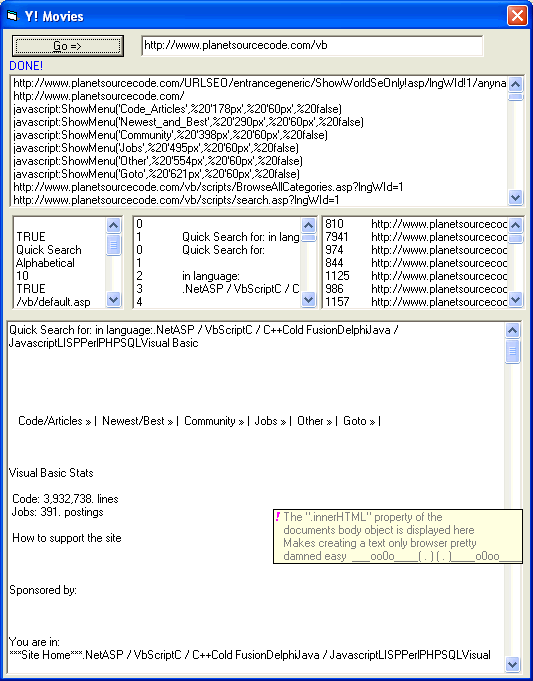 Y! Movies
Go =>
http://www.planetsourcecode.com/vb
DONE!
http://www.planetsourcecode.com/URLSEO/entrancegeneric/ShowWorldSeOnly!asp/lngWId!1/anyna
http://www.planetsourcecode.com/
javascript:ShowMenu('Code_Articles',%20'178px',%20'60px',%20false)
javascript:ShowMenu('Newest_and_Best',%20'290px',%20'60px',%20false)
javascript:ShowMenu('Community',%20'398px',%20'60px',%20false)
javascript:ShowMenu('Jobs',%20'495px',%20'60px',%20false)
javascript:ShowMenu('Other',%20'554px',%20'60px',%20false)
javascript:ShowMenu('Goto',%20'621px',%20'60px',%20false)
http://www.planetsourcecode.com/vb/scripts/BrowseAllCategories.asp?lngWId=1
http://www.planetsourcecode.com/vb/scripts/search.asp?lngWId=1
TRUE
Quick Search
Alphabetical
10
TRUE
/vb/default.asp
0
1 Quick Search for: in lang
0 Quick Search for:
1
2 in language:
3 .NetASP / VbScriptC / C
4
810 http://www.planetsourcecod
7941 http://www.planetsourcecod
974 http://www.planetsourcecod
844 http://www.planetsourcecod
1125 http://www.planetsourcecod
986 http://www.planetsourcecod
1157 http://www.planetsourcecod
Quick Search for: in language:.NetASP / VbScriptC / C++Cold FusionDelphiJava /
JavascriptLISPPerlPHPSQLVisual Basic
Code/Articles » | Newest/Best » | Community » | Jobs » | Other » | Goto » |
Visual Basic Stats
Code: 3,932,738. lines
Jobs: 391. postings
How to support the site
! The ".innerHTML" property of the
documents body object is displayed here
Makes creating a text only browser pretty
damned easy ___oo0o____( . ) ( . )____o0oo____
Sponsored by:
You are in:
***Site Home***.NetASP / VbScriptC / C++Cold FusionDelphiJava / JavascriptLISPPerlPHPSQLVisual